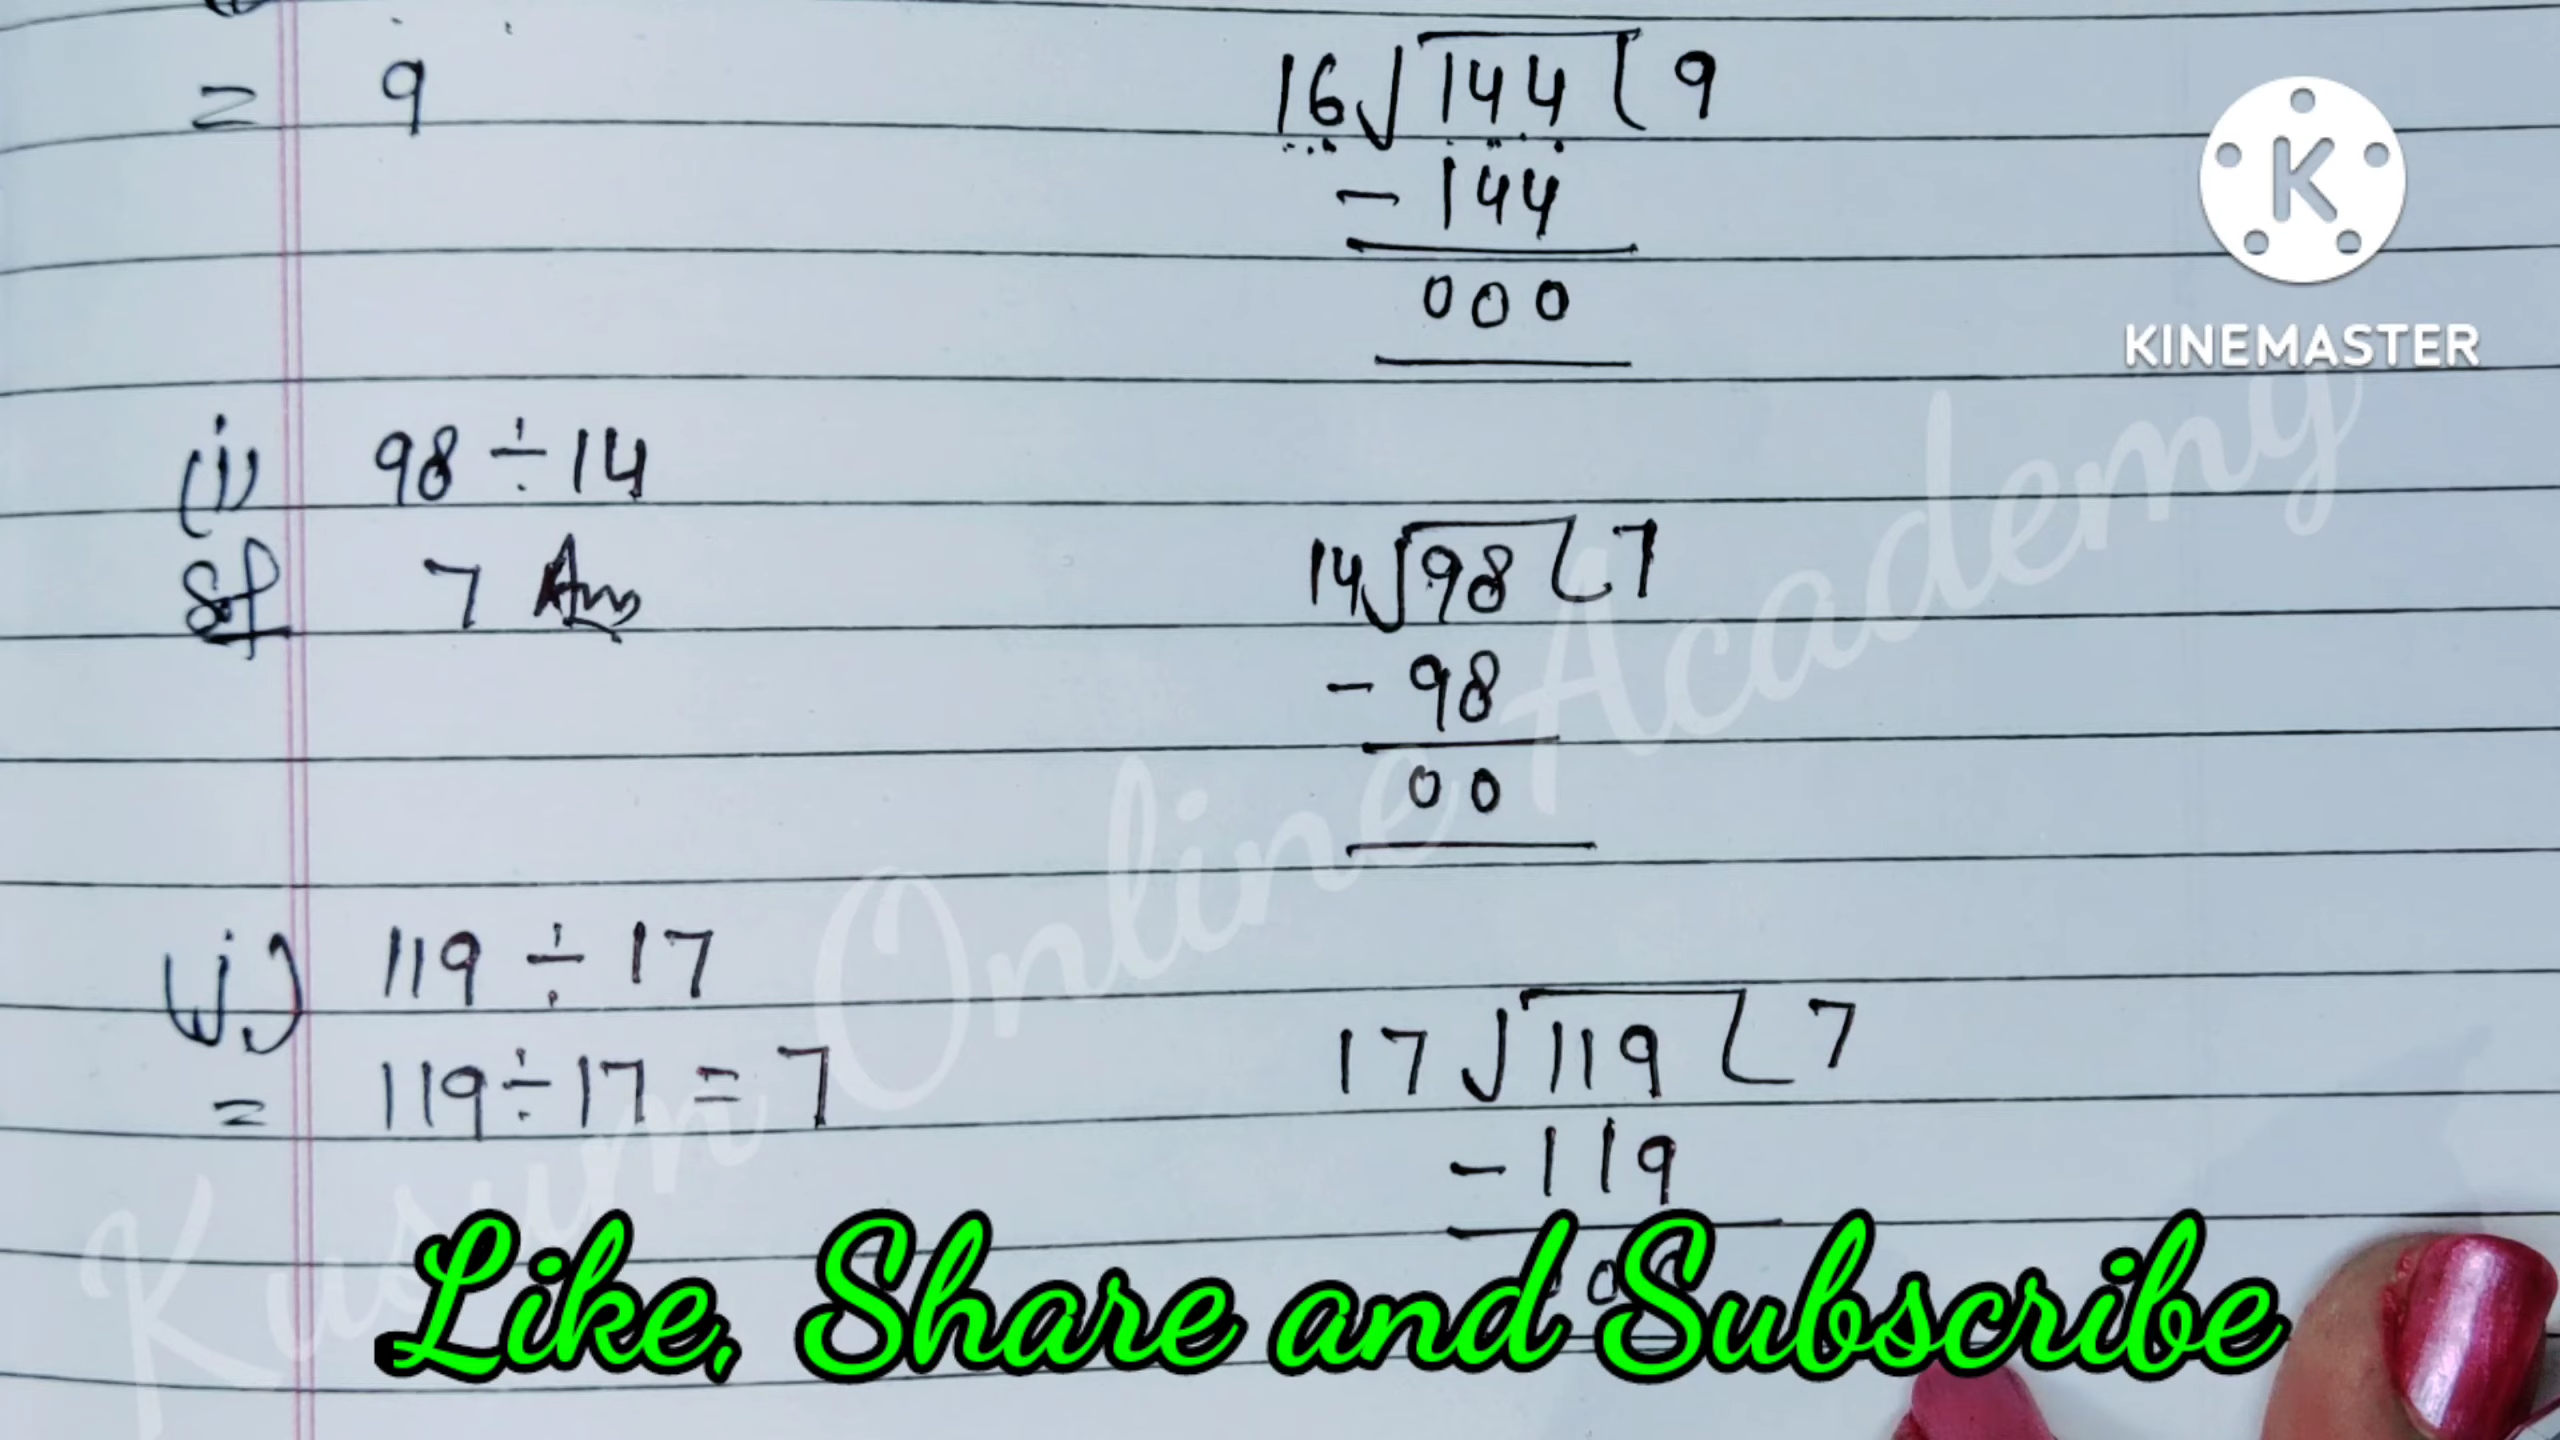 = 9
16√144 ( 9
- 144
000
K
KINEMASTER
(i) 98 ÷ 14
Sol 7 Ans
14√98 ( 7
- 98
00
(j) 119 ÷ 17
= 119 ÷ 17 = 7
17√119 ( 7
- 119
Kusum Online Academy
Like, Share and Subscribe